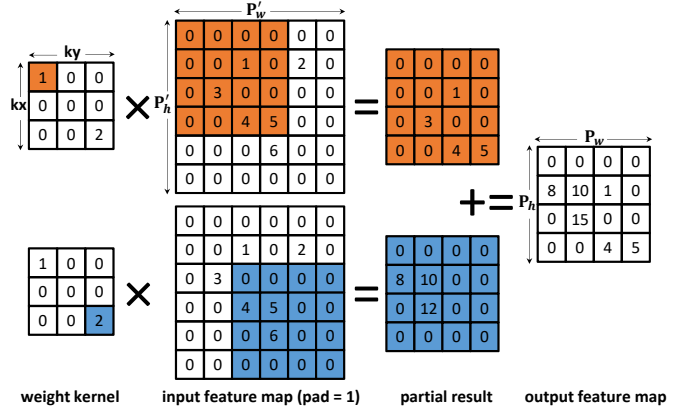 ky
kx
1 0 0
0 0 0
0 0 2
×
P'w
P'h
0 0 0 0 0 0
0 0 1 0 2 0
0 3 0 0 0 0
0 0 4 5 0 0
0 0 0 6 0 0
0 0 0 0 0 0
=
0 0 0 0
0 0 1 0
0 3 0 0
0 0 4 5
1 0 0
0 0 0
0 0 2
×
0 0 0 0 0 0
0 0 1 0 2 0
0 3 0 0 0 0
0 0 4 5 0 0
0 0 0 6 0 0
0 0 0 0 0 0
=
0 0 0 0
8 10 0 0
0 12 0 0
0 0 0 0
+=
Pw
Ph
0 0 0 0
8 10 1 0
0 15 0 0
0 0 4 5
weight kernel
input feature map (pad = 1)
partial result
output feature map